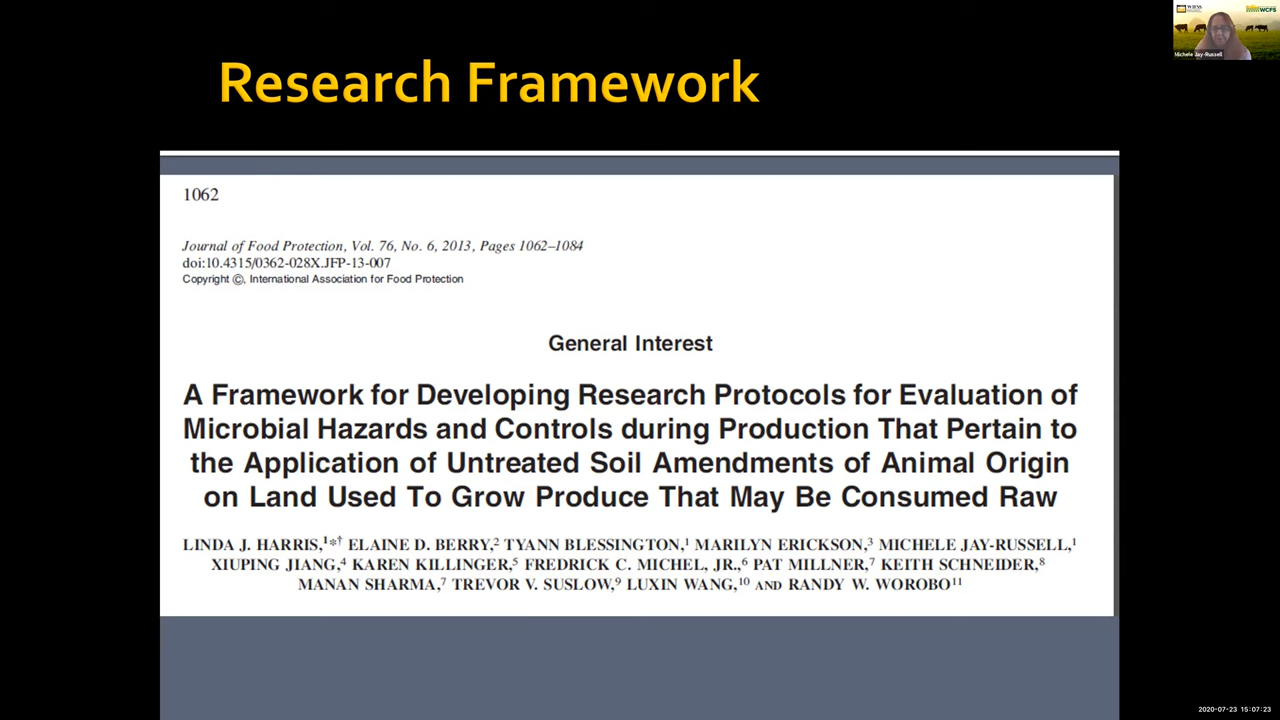 Research Framework
WCFS
Michele Jay-Russell
1062
Journal of Food Protection, Vol. 76, No. 6, 2013, Pages 1062–1084
doi:10.4315/0362-028X.JFP-13-007
Copyright ©, International Association for Food Protection
General Interest
A Framework for Developing Research Protocols for Evaluation of
Microbial Hazards and Controls during Production That Pertain to
the Application of Untreated Soil Amendments of Animal Origin
on Land Used To Grow Produce That May Be Consumed Raw
LINDA J. HARRIS,1*† ELAINE D. BERRY,2 TYANN BLESSINGTON,1 MARILYN ERICKSON,3 MICHELE JAY-RUSSELL,1
XIUPING JIANG,4 KAREN KILLINGER,5 FREDRICK C. MICHEL, JR.,6 PAT MILLNER,7 KEITH SCHNEIDER,8
MANAN SHARMA,7 TREVOR V. SUSLOW,9 LUXIN WANG,10 AND RANDY W. WOROBO11
2020-07-23 15:07:23